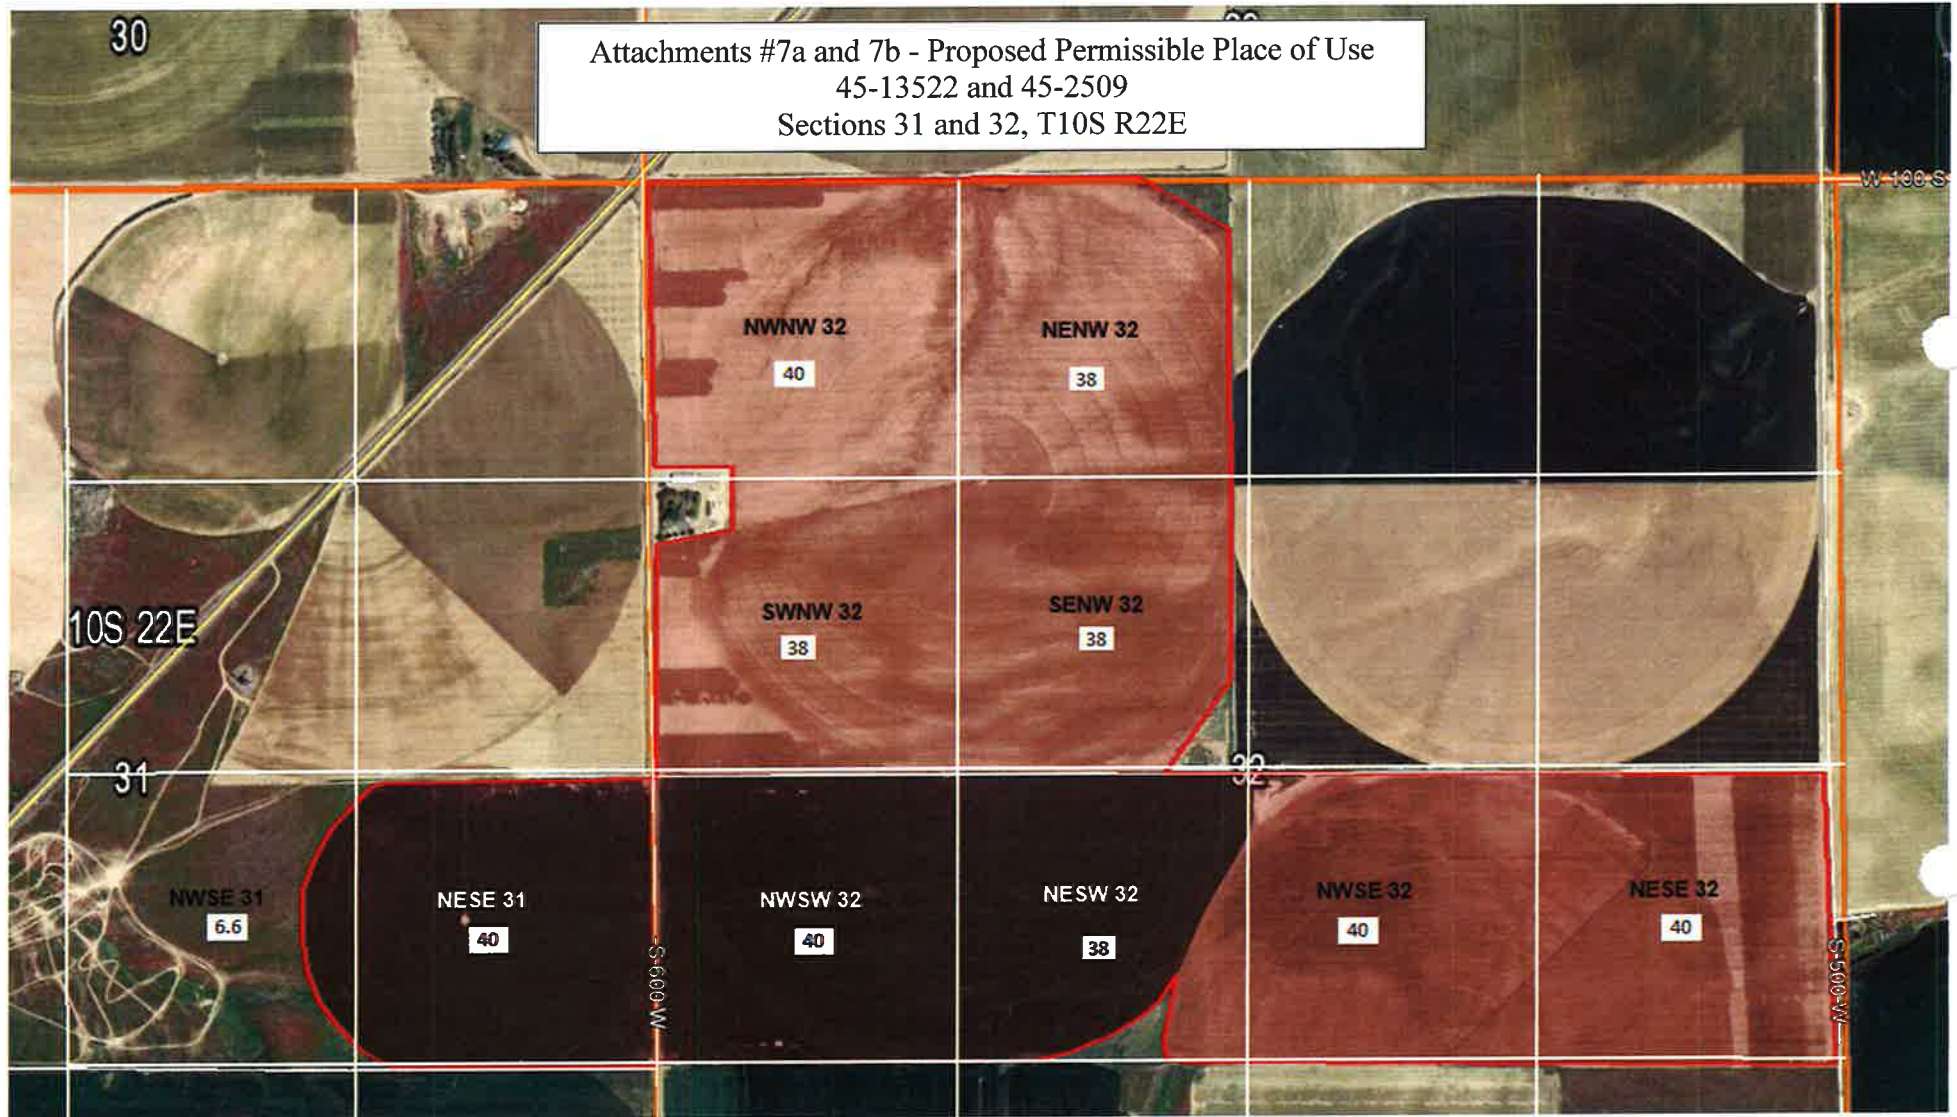 30
Attachments #7a and 7b - Proposed Permissible Place of Use
45-13522 and 45-2509
Sections 31 and 32, T10S R22E
W 100 S
NWNW 32
40
NENW 32
38
10S 22E
SWNW 32
38
SENW 32
38
31
32
NWSE 31
6.6
NESE 31
40
NWSW 32
40
NESW 32
38
NWSE 32
40
NESE 32
40
S-600-W
S-500-W